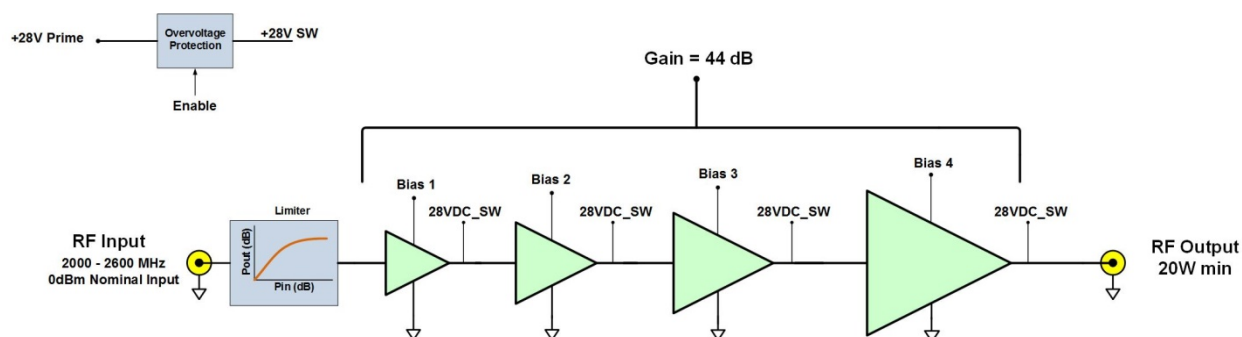 +28V Prime
Overvoltage
Protection
+28V SW
Enable
Gain = 44 dB
Bias 1
Bias 2
Bias 3
Bias 4
28VDC_SW
28VDC_SW
28VDC_SW
28VDC_SW
Limiter
Pout (dB)
Pin (dB)
RF Input
2000 - 2600 MHz
0dBm Nominal Input
RF Output
20W min